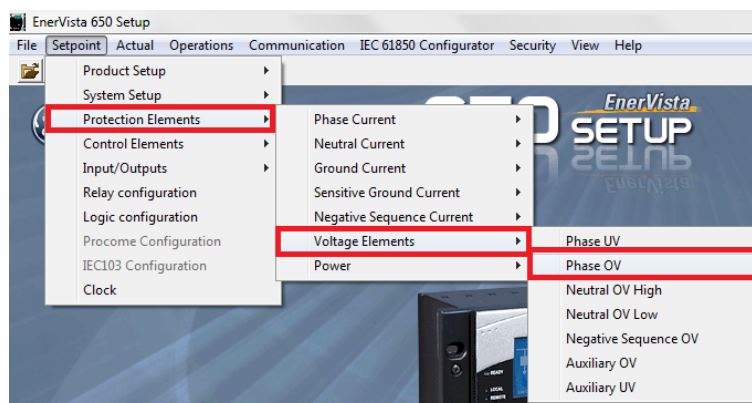 EnerVista 650 Setup
File Setpoint Actual Operations Communication IEC 61850 Configurator Security View Help
Product Setup
System Setup
Protection Elements
Control Elements
Input/Outputs
Relay configuration
Logic configuration
Procome Configuration
IEC103 Configuration
Clock
Phase Current
Neutral Current
Ground Current
Sensitive Ground Current
Negative Sequence Current
Voltage Elements
Power
Phase UV
Phase OV
Neutral OV High
Neutral OV Low
Negative Sequence OV
Auxiliary OV
Auxiliary UV
EnerVista
SETUP
READY
LOCAL
REMOTE